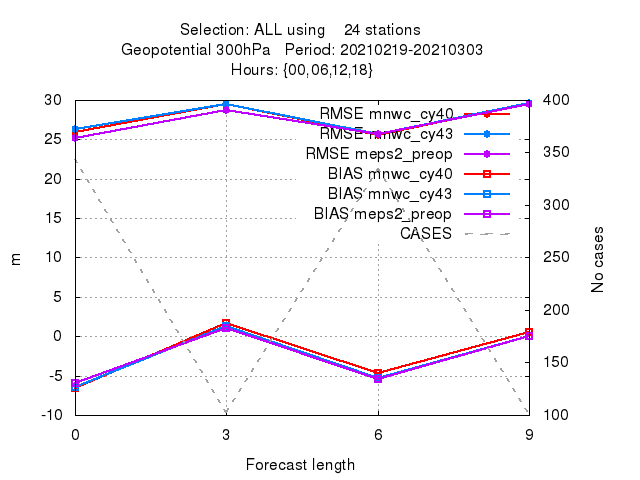 Selection: ALL using    24 stations
Geopotential 300hPa   Period: 20210219-20210303
Hours: {00,06,12,18}
30
25
20
15
10
5
0
-5
-10
m
RMSE mnwc_cy40
RMSE mnwc_cy43
RMSE meps2_preop
BIAS mnwc_cy40
BIAS mnwc_cy43
BIAS meps2_preop
CASES
400
350
300
250
200
150
100
No cases
0 3 6 9
Forecast length